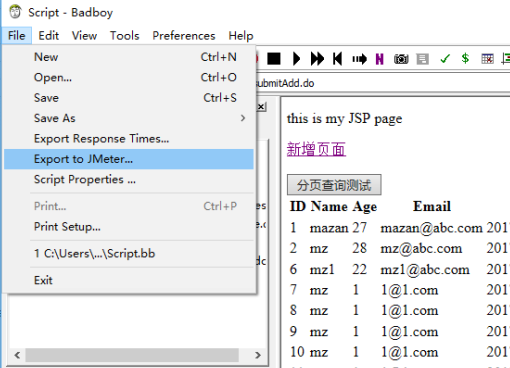 Script - Badboy
File Edit View Tools Preferences Help
New Ctrl+N
Open... Ctrl+O
Save Ctrl+S
Save As
Export Response Times...
Export to JMeter...
Script Properties ...
Print... Ctrl+P
Print Setup...
1 C:\Users\...\Script.bb
Exit
submitAdd.do
this is my JSP page
新增页面
分页查询测试
ID Name Age Email
1 mazan 27 mazan@abc.com 201
2 mz 28 mz@abc.com 201
6 mz1 22 mz1@abc.com 201
7 mz 1 1@1.com 201
8 mz 1 1@1.com 201
9 mz 1 1@1.com 201
10 mz 1 1@1.com 201